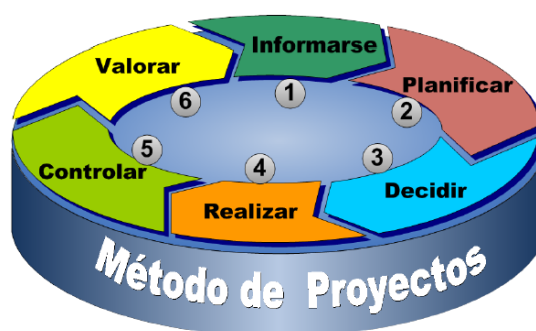 Informarse
1
Planificar
2
Decidir
3
Realizar
4
Controlar
5
Valorar
6
Método de Proyectos